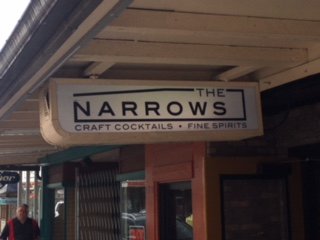 THE
NARROWS
CRAFT COCKTAILS • FINE SPIRITS